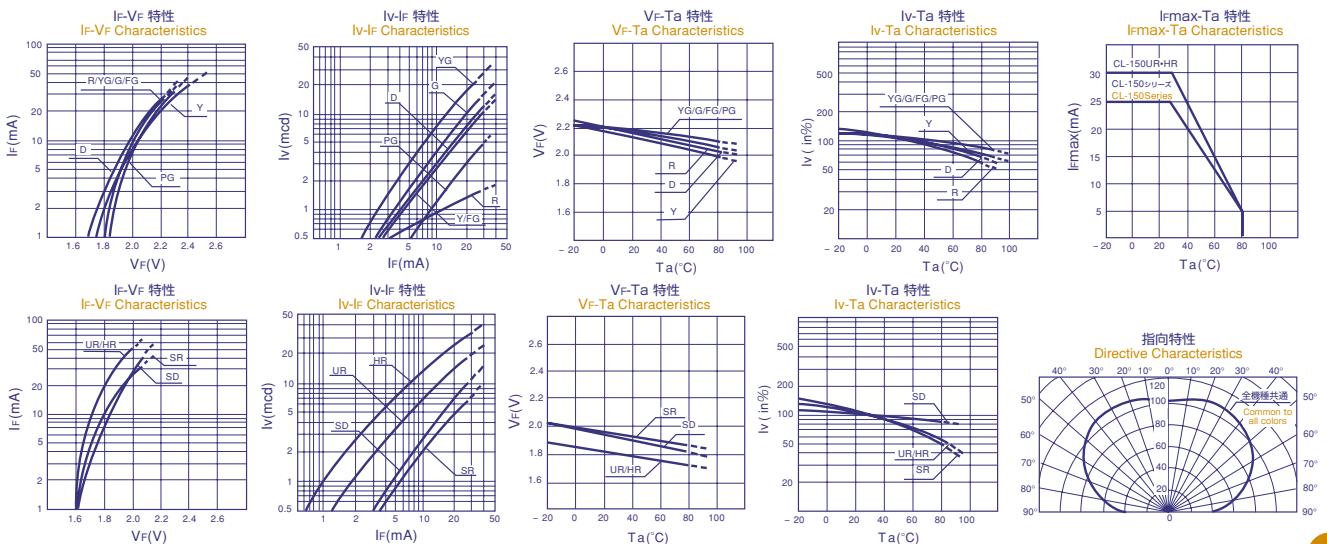 IF-VF 特性
IF-VF Characteristics
100
50
10
5
2
1
IF(mA)
R/YG/G/FG
Y
D
PG
1.6
1.8
2.0
2.4
2.6
VF(V)
Iv-IF 特性
Iv-IF Characteristics
50
20
10
5
2
1
0.5
Iv(mcd)
YG
G
D
PG
R
Y/FG
1
5
10
50
IF(mA)
VF-Ta 特性
VF-Ta Characteristics
2.6
2.4
2.2
2.0
1.8
1.6
VF(V)
YG/G/FG/PG
R
D
Y
− 20
0
20
40
60
80
100
Ta(°C)
Iv-Ta 特性
Iv-Ta Characteristics
500
200
100
50
20
Iv ( in%)
YG/G/FG/PG
Y
D
R
− 20
0
20
40
60
80
100
Ta(°C)
IFmax-Ta 特性
IFmax-Ta Characteristics
30
25
20
15
10
5
IFmax(mA)
CL-150UR•HR
CL-150シリーズ
CL-150Series
− 20
0
20
40
60
80
100
Ta(°C)
IF-VF 特性
IF-VF Characteristics
100
50
10
5
2
1
IF(mA)
UR/HR
SR
SD
1.6
1.8
2.0
2.4
2.6
VF(V)
Iv-IF 特性
Iv-IF Characteristics
50
20
10
5
2
1
0.5
Iv(mcd)
HR
UR
SD
SR
1
5
10
50
IF(mA)
VF-Ta 特性
VF-Ta Characteristics
2.6
2.4
2.2
2.0
1.8
1.6
VF(V)
SR
SD
UR/HR
− 20
0
20
40
60
80
100
Ta(°C)
Iv-Ta 特性
Iv-Ta Characteristics
500
200
100
50
20
Iv ( in%)
SD
UR/HR
SR
− 20
0
20
40
60
80
100
Ta(°C)
指向特性
Directive Characteristics
40° 30° 20° 10° 0° 10° 20° 30° 40°
50°
60°
70°
80°
90°
120
100
80
60
40
20
0
全機種共通
Common to
all colors
50°
60°
70°
80°
90°